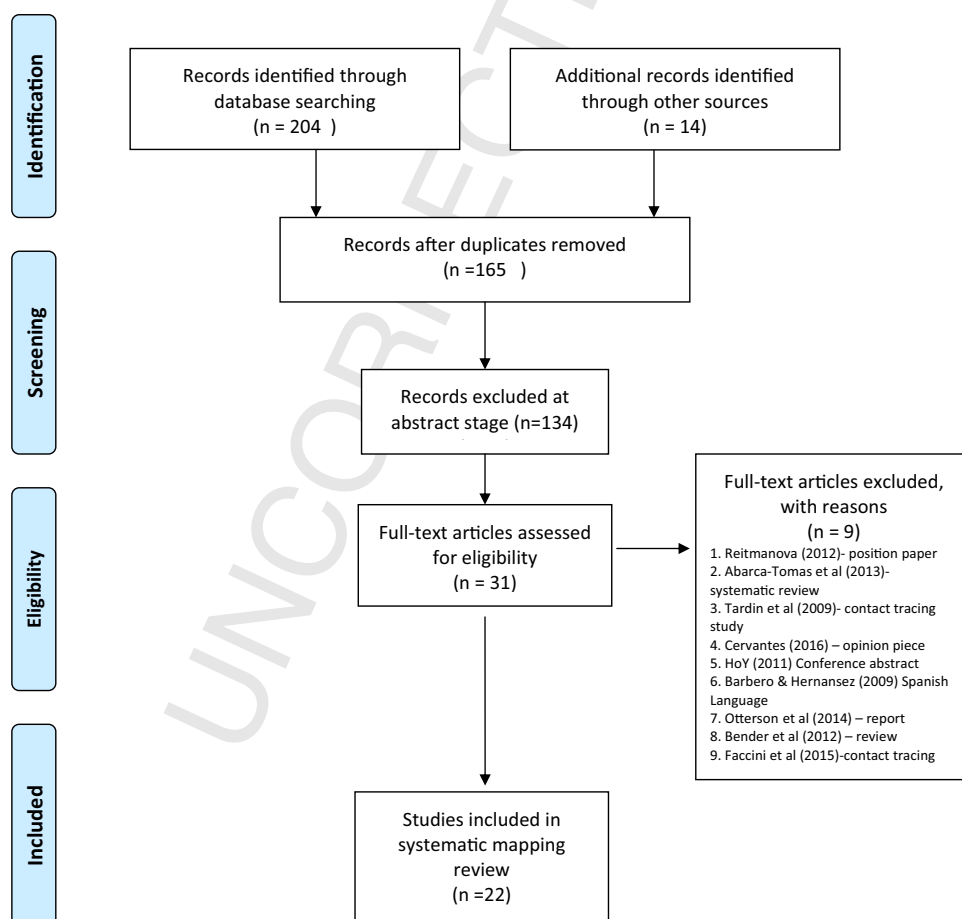 Identification
Records identified through
database searching
(n = 204 )
Additional records identified
through other sources
(n = 14)
Records after duplicates removed
(n =165 )
Screening
Records excluded at
abstract stage (n=134)
Eligibility
Full-text articles assessed
for eligibility
(n = 31)
Full-text articles excluded,
with reasons
(n = 9)
1. Reitmanova (2012)- position paper
2. Abarca-Tomas et al (2013)-
systematic review
3. Tardin et al (2009)- contact tracing
study
4. Cervantes (2016) – opinion piece
5. HoY (2011) Conference abstract
6. Barbero & Hernansez (2009) Spanish
Language
7. Otterson et al (2014) – report
8. Bender et al (2012) – review
9. Faccini et al (2015)-contact tracing
Included
Studies included in
systematic mapping
review
(n =22)